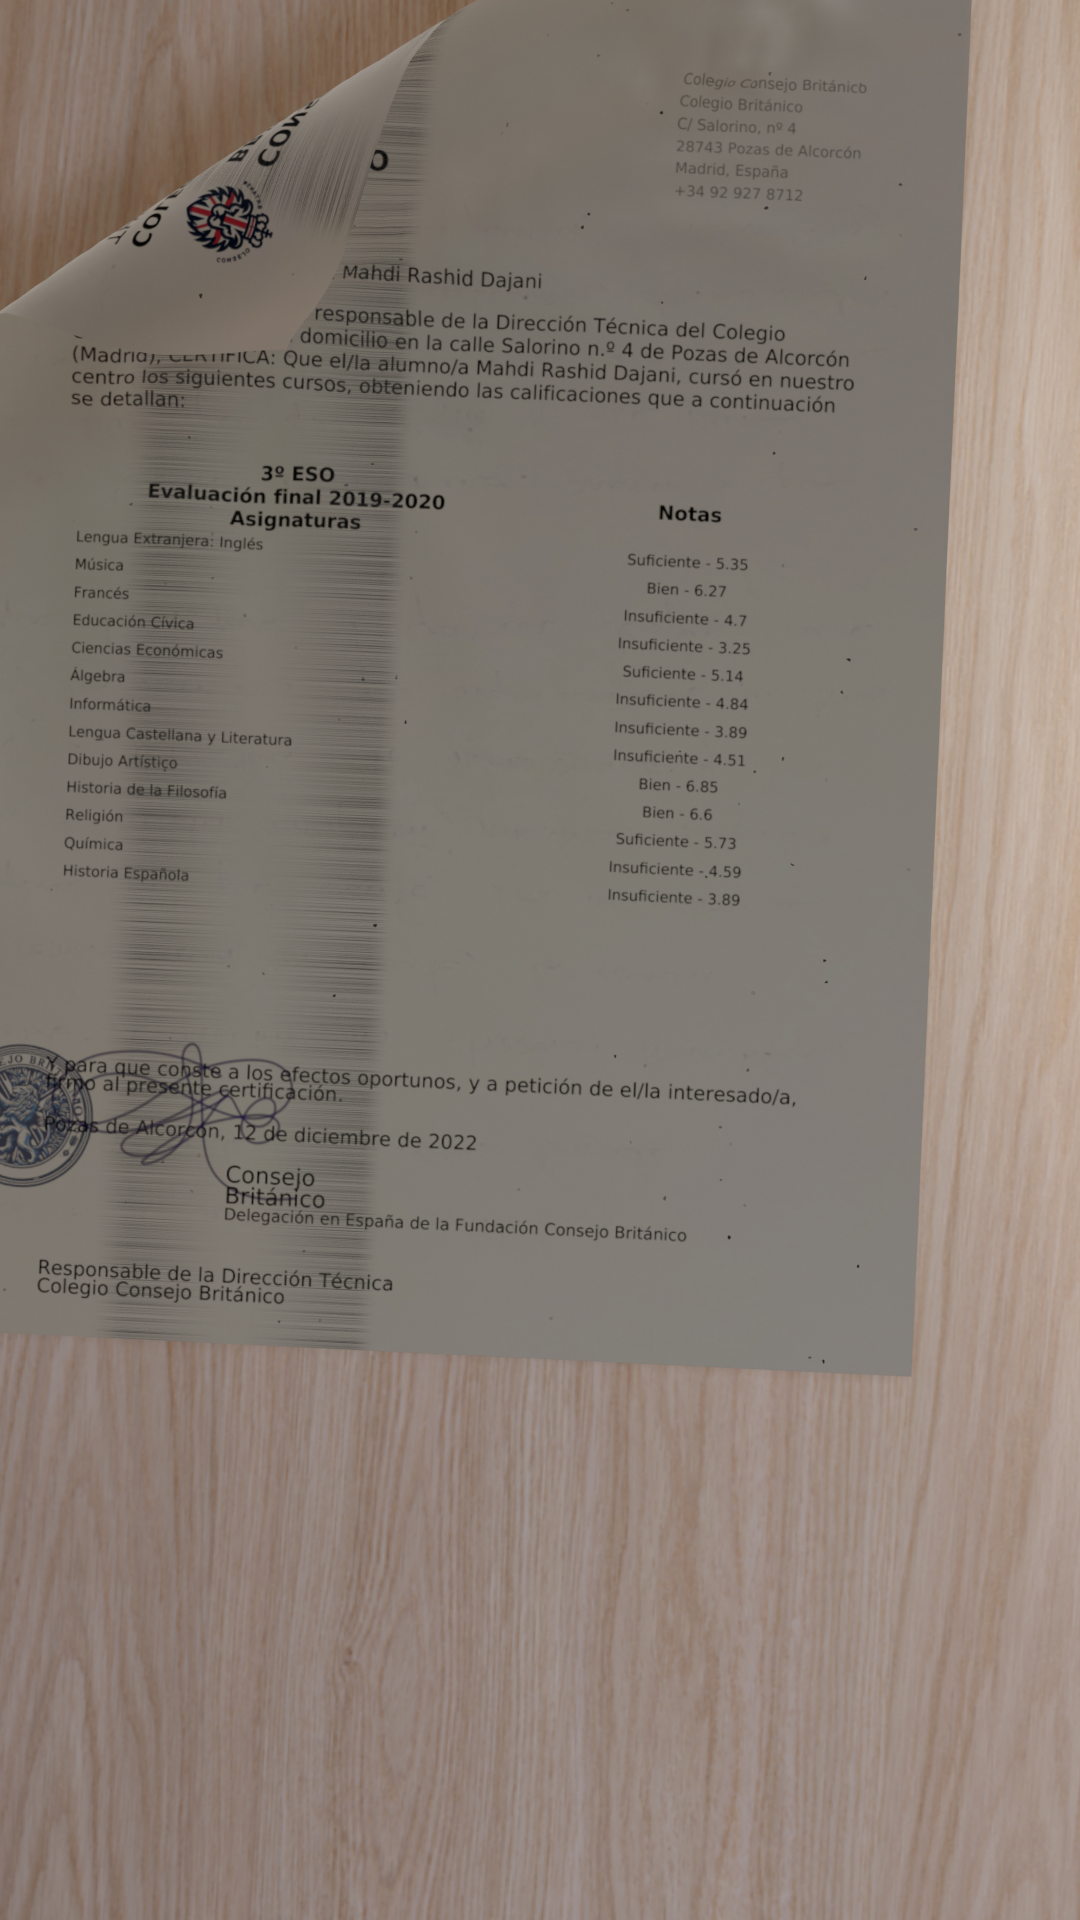 Colegio Consejo Británico
Colegio Británico
C/ Salorino, nº 4
28743 Pozas de Alcorcón
Madrid, España
+34 92 927 8712
Mahdi Rashid Dajani
responsable de la Dirección Técnica del Colegio
domicilio en la calle Salorino n.º 4 de Pozas de Alcorcón
(Madrid), CERTIFICA: Que el/la alumno/a Mahdi Rashid Dajani, cursó en nuestro
centro los siguientes cursos, obteniendo las calificaciones que a continuación
se detallan:
3º ESO
Evaluación final 2019-2020
Asignaturas Notas
Lengua Extranjera: Inglés Suficiente - 5.35
Música Bien - 6.27
Francés Insuficiente - 4.7
Educación Cívica Insuficiente - 3.25
Ciencias Económicas Suficiente - 5.14
Álgebra Insuficiente - 4.84
Informática Insuficiente - 3.89
Lengua Castellana y Literatura Insuficiente - 4.51
Dibujo Artístico Bien - 6.85
Historia de la Filosofía Bien - 6.6
Religión Suficiente - 5.73
Química Insuficiente - 4.59
Historia Española Insuficiente - 3.89
Y para que conste a los efectos oportunos, y a petición de el/la interesado/a,
firmo al presente certificación.
Pozas de Alcorcón, 12 de diciembre de 2022
Consejo
Británico
Delegación en España de la Fundación Consejo Británico
Responsable de la Dirección Técnica
Colegio Consejo Británico